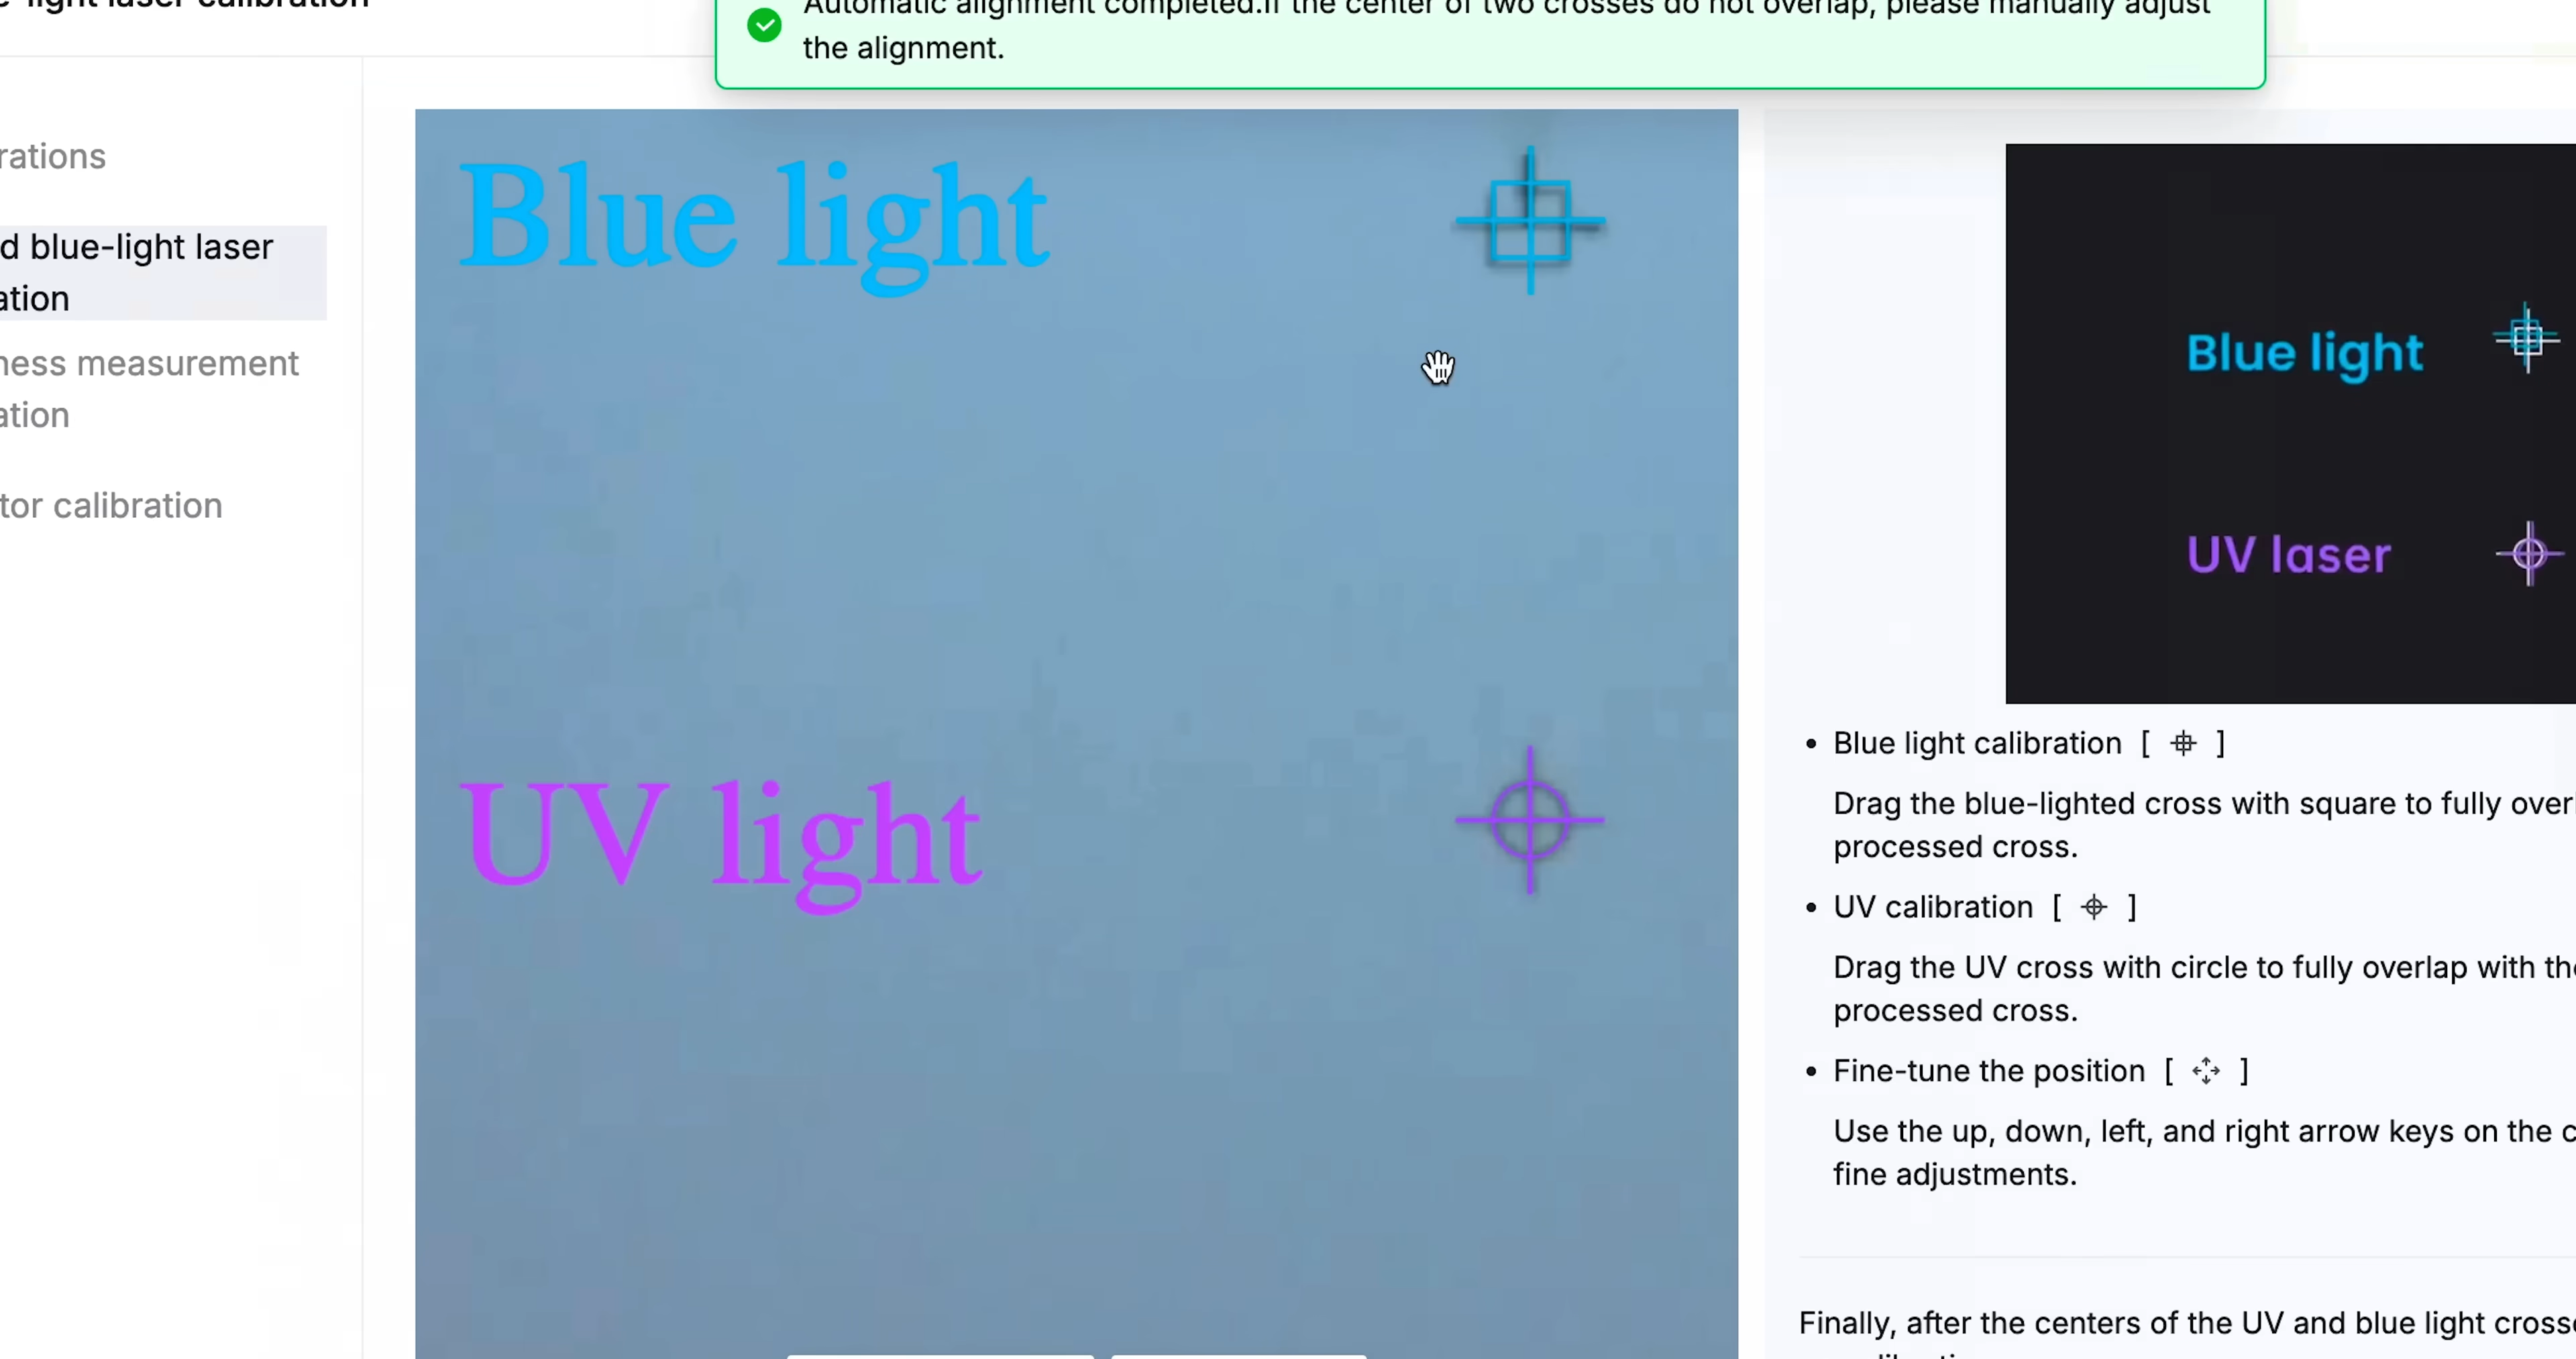 light laser calibration
Automatic alignment completed.If the center of two crosses do not overlap, please manually adjust
the alignment.
rations
d blue-light laser
ation
ness measurement
ation
tor calibration
Blue light
UV light
Blue light
UV laser
• Blue light calibration [ ]
Drag the blue-lighted cross with square to fully over
processed cross.
• UV calibration [ ]
Drag the UV cross with circle to fully overlap with the
processed cross.
• Fine-tune the position [ ]
Use the up, down, left, and right arrow keys on the c
fine adjustments.
Finally, after the centers of the UV and blue light cross